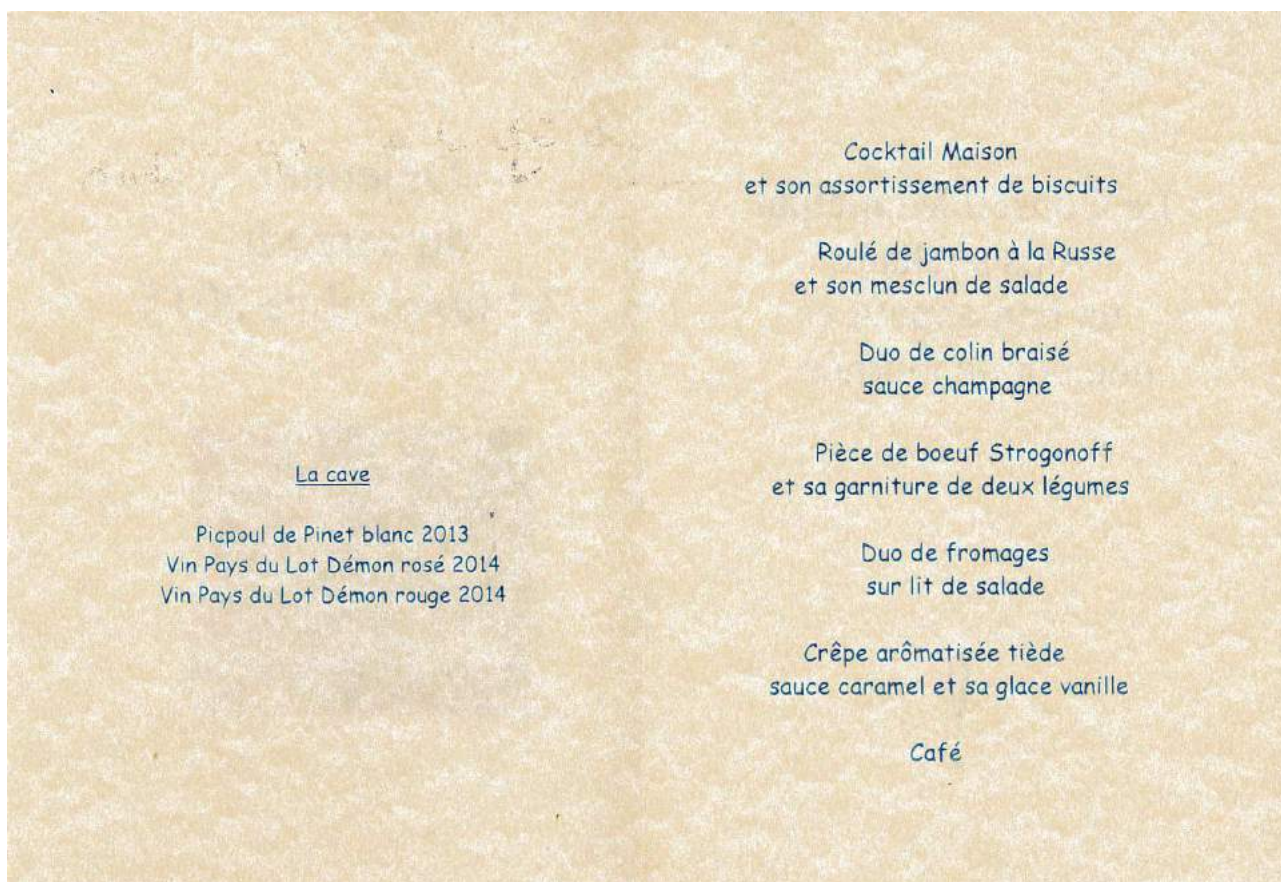 La cave
Picpoul de Pinet blanc 2013
Vin Pays du Lot Démon rosé 2014
Vin Pays du Lot Démon rouge 2014
Cocktail Maison
et son assortissement de biscuits
Roulé de jambon à la Russe
et son mesclun de salade
Duo de colin braisé
sauce champagne
Pièce de boeuf Strogonoff
et sa garniture de deux légumes
Duo de fromages
sur lit de salade
Crêpe arômatisée tiède
sauce caramel et sa glace vanille
Café